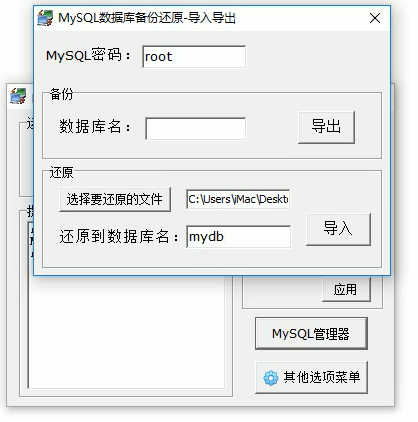 MySQL数据库备份还原-导入导出
MySQL密码： root
备份
数据库名：
导出
还原
选择要还原的文件 C:\Users\iMac\Deskto
还原到数据库名： mydb
导入
应用
MySQL管理器
其他选项菜单